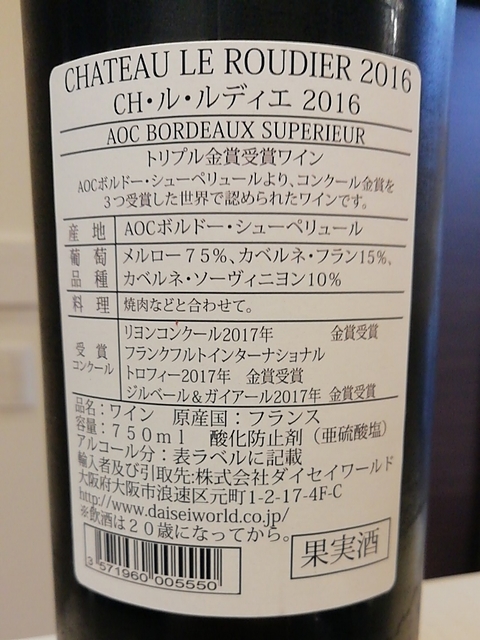 CHATEAU LE ROUDIER 2016
CH・ル・ルディエ 2016
AOC BORDEAUX SUPERIEUR
トリプル金賞受賞ワイン
AOCボルドー・シューペリュールより、コンクール金賞を
3つ受賞した世界で認められたワインです。
産地 AOCボルドー・シューペリュール
葡萄品種 メルロー75%、カベルネ・フラン15%、
カベルネ・ソーヴィニヨン10%
料理 焼肉などと合わせて。
受賞コンクール リヨンコンクール2017年 金賞受賞
フランクフルトインターナショナル
トロフィー2017年 金賞受賞
ジルベール&ガイアール2017年 金賞受賞
品名：ワイン 原産国：フランス
容量：750ml 酸化防止剤（亜硫酸塩）
アルコール分：表ラベルに記載
輸入者及び引取先:株式会社ダイセイワールド
大阪府大阪市浪速区元町1-2-17-4F-C
http://www.daiseiworld.co.jp/
※飲酒は20歳になってから。
果実酒
3 571960 005550